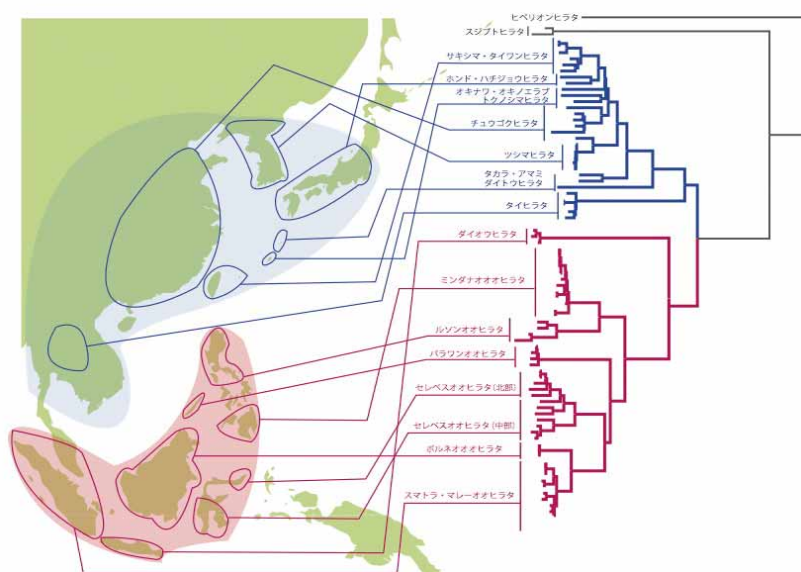 ヒペリオンヒラタ
スジブトヒラタ
サキシマ・タイワンヒラタ
ホンド・ハチジョウヒラタ
オキナワ・オキノエラブ
トクノシマヒラタ
チュウゴクヒラタ
ツシマヒラタ
タカラ・アマミ
ダイトウヒラタ
タイヒラタ
ダイオウヒラタ
ミンダナオオオヒラタ
ルソンオオヒラタ
パラワンオオヒラタ
セレベスオオヒラタ(北部)
セレベスオオヒラタ(中部)
ボルネオオオヒラタ
スマトラ・マレーオオヒラタ